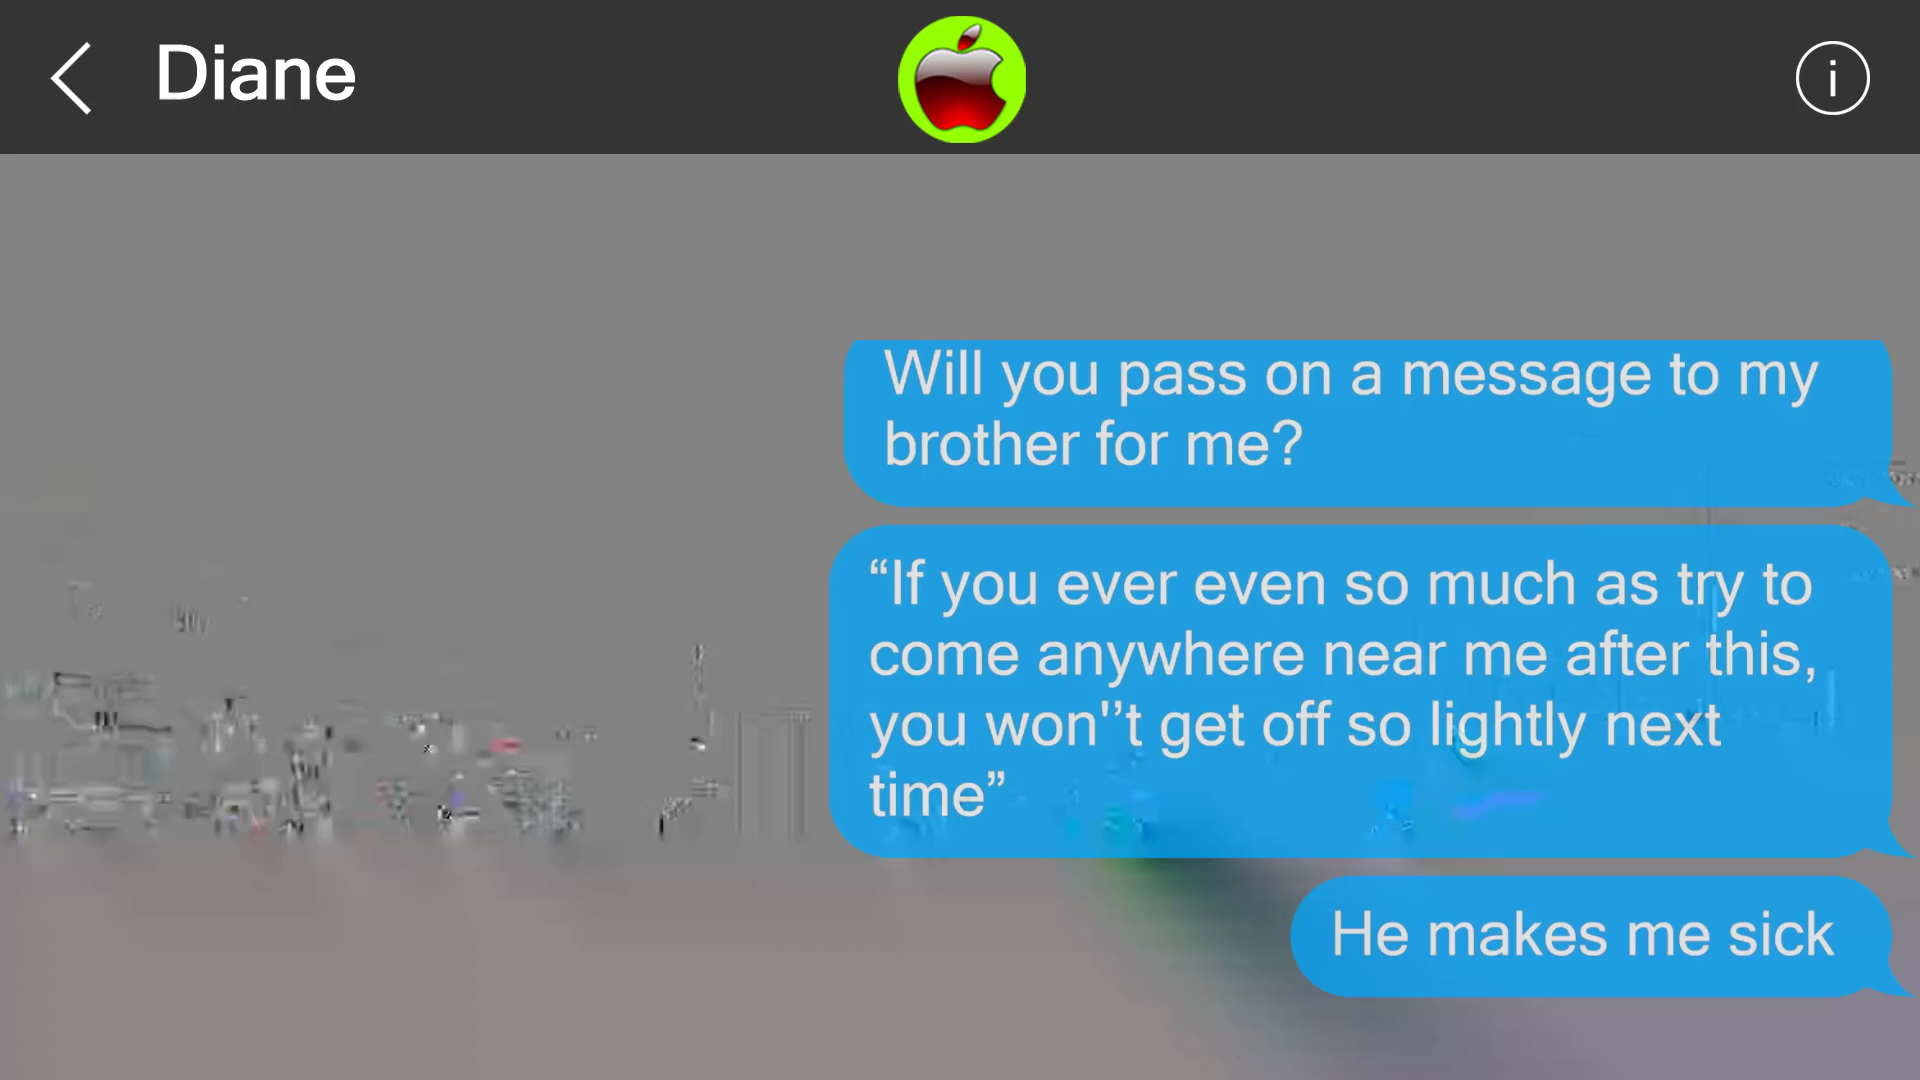 Diane
i
Will you pass on a message to my
brother for me?
“If you ever even so much as try to
come anywhere near me after this,
you won'’t get off so lightly next
time”
He makes me sick